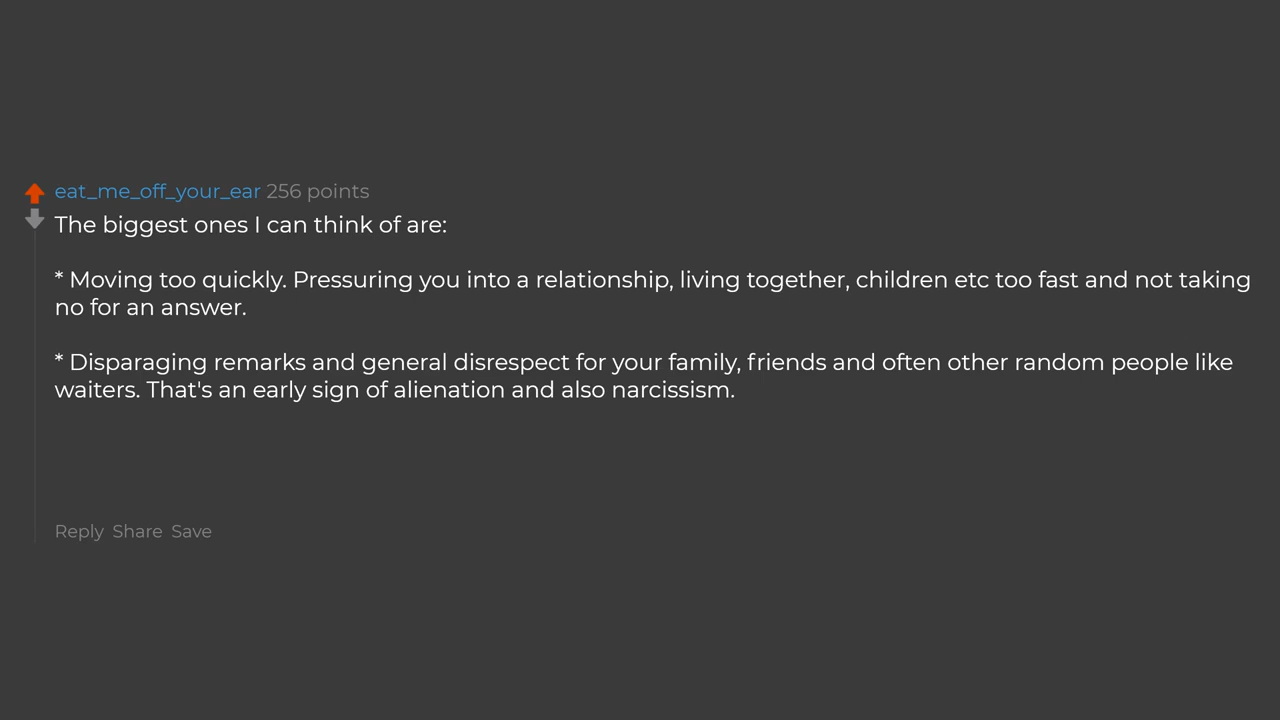 eat_me_off_your_ear 256 points
The biggest ones I can think of are:
* Moving too quickly. Pressuring you into a relationship, living together, children etc too fast and not taking
no for an answer.
* Disparaging remarks and general disrespect for your family, friends and often other random people like
waiters. That's an early sign of alienation and also narcissism.
Reply Share Save